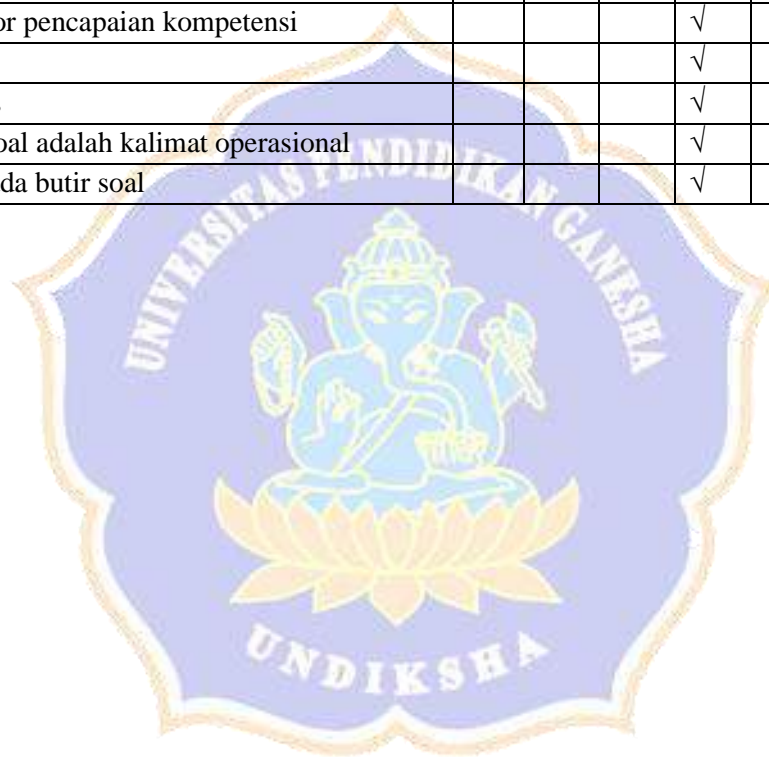 or pencapaian kompetensi √
√
√
oal adalah kalimat operasional √
da butir soal √
UNIVERSITAS PENDIDIKAN GANESHA
UNDIKSHA